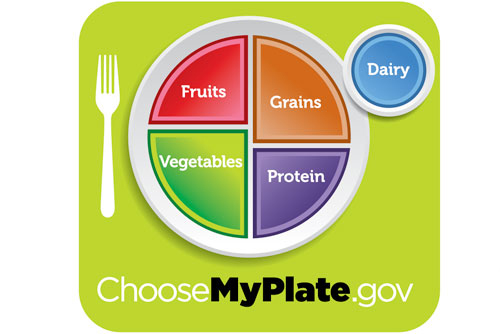 Dairy
Fruits
Grains
Vegetables
Protein
ChooseMyPlate.gov